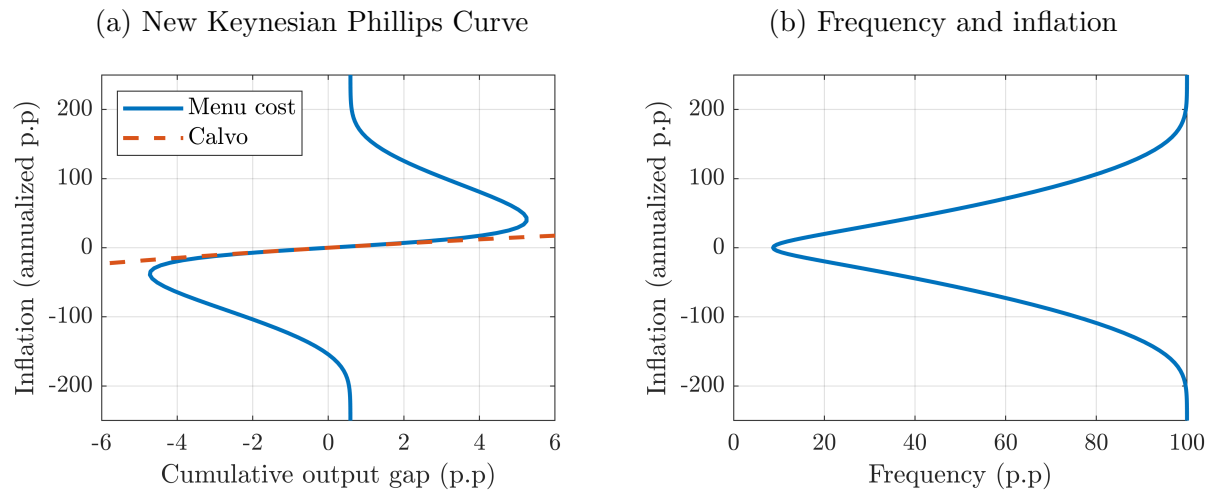 (a) New Keynesian Phillips Curve
Inflation (annualized p.p)
200
100
0
-100
-200
Menu cost
Calvo
-6 -4 -2 0 2 4 6
Cumulative output gap (p.p)
(b) Frequency and inflation
Inflation (annualized p.p)
200
100
0
-100
-200
0 20 40 60 80 100
Frequency (p.p)